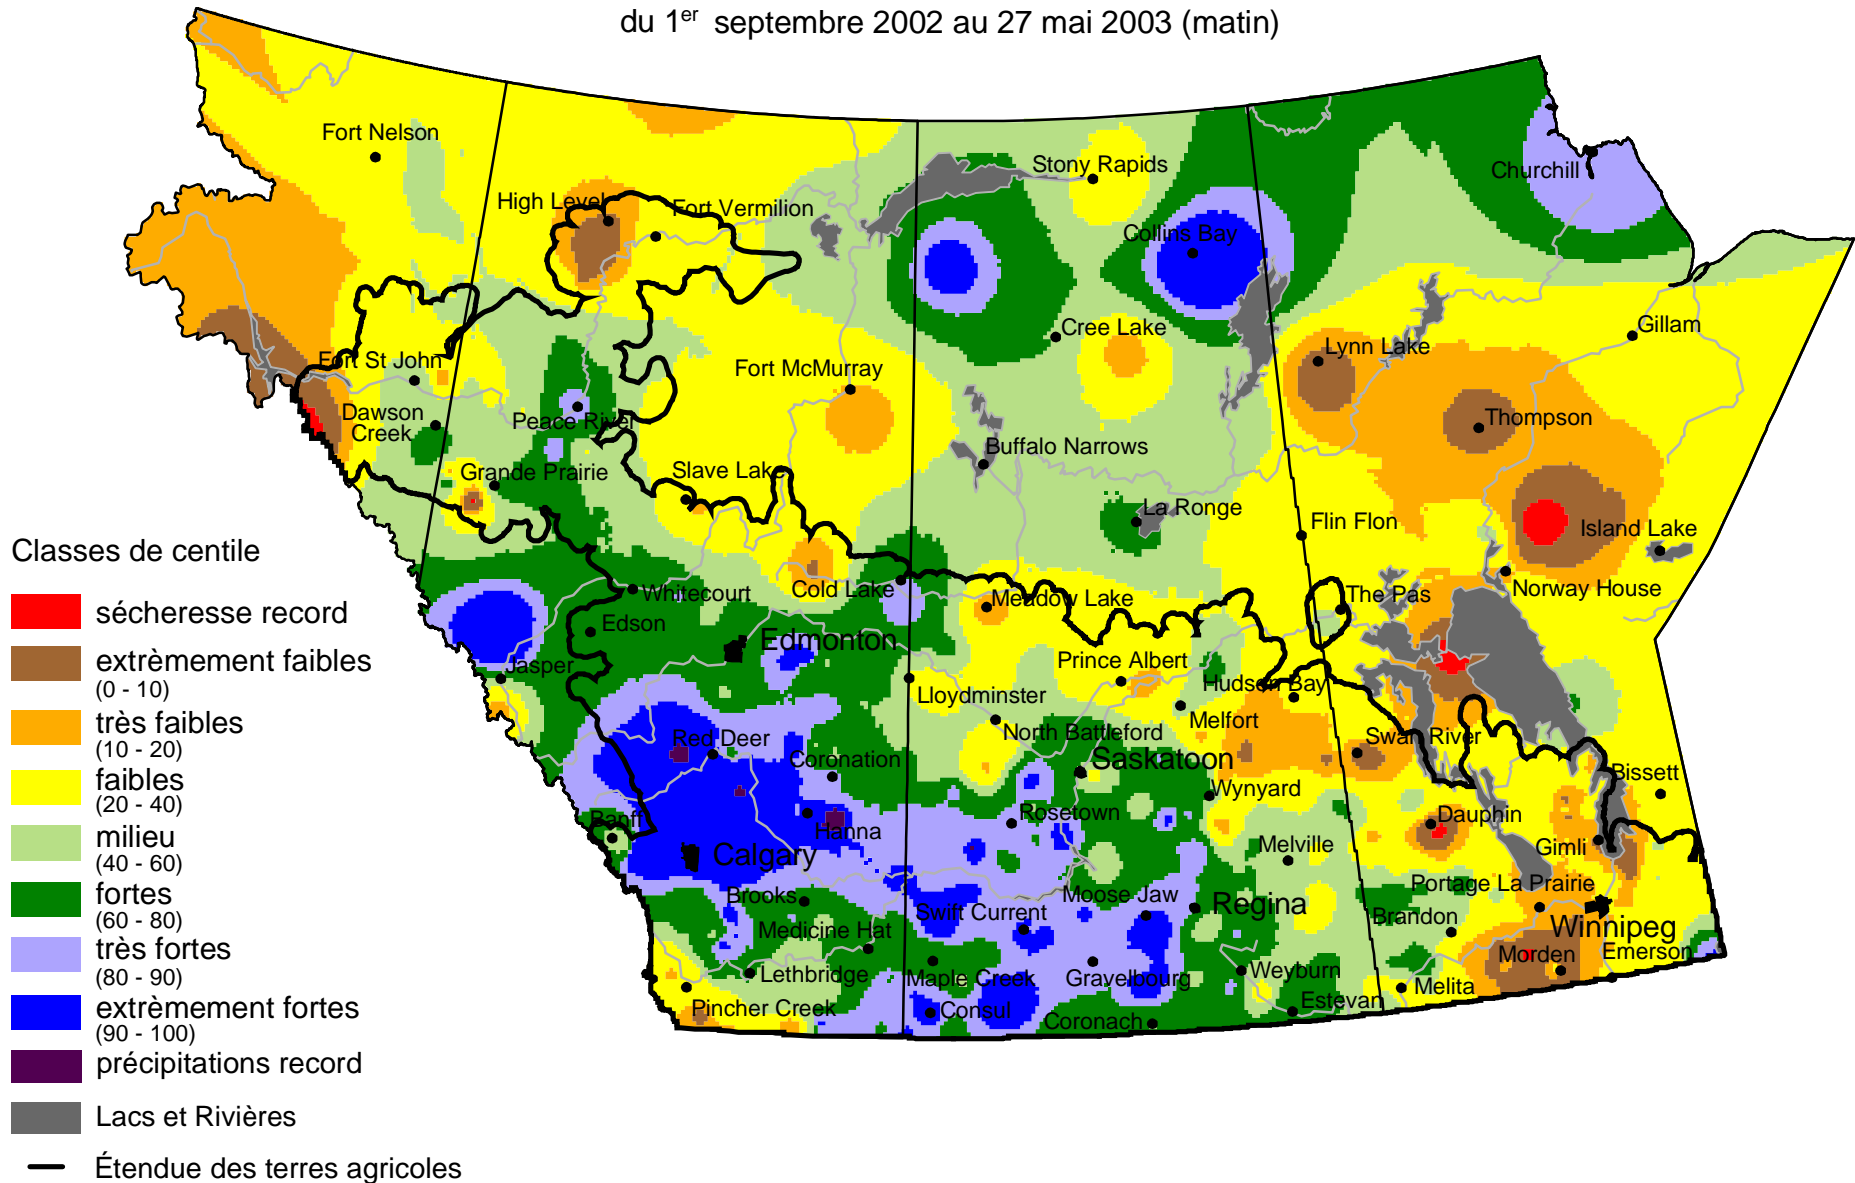 du 1er septembre 2002 au 27 mai 2003 (matin)
Fort Nelson
High Level
Fort Vermilion
Stony Rapids
Churchill
Collins Bay
Cree Lake
Gillam
Lynn Lake
Fort St John
Fort McMurray
Dawson
Creek
Peace River
Thompson
Buffalo Narrows
Grande Prairie
Slave Lake
La Ronge
Flin Flon
Island Lake
Norway House
Whitecourt
Cold Lake
Meadow Lake
The Pas
Edson
Edmonton
Jasper
Prince Albert
Hudson Bay
Lloydminster
Melfort
North Battleford
Red Deer
Swan River
Coronation
Saskatoon
Bissett
Wynyard
Banff
Hanna
Rosetown
Dauphin
Gimli
Calgary
Melville
Portage La Prairie
Brooks
Moose Jaw
Regina
Brandon
Swift Current
Winnipeg
Medicine Hat
Morden
Emerson
Lethbridge
Maple Creek
Gravelbourg
Weyburn
Melita
Pincher Creek
Consul
Coronach
Estevan
Classes de centile
sécheresse record
extrèmement faibles
(0 - 10)
très faibles
(10 - 20)
faibles
(20 - 40)
milieu
(40 - 60)
fortes
(60 - 80)
très fortes
(80 - 90)
extrèmement fortes
(90 - 100)
précipitations record
Lacs et Rivières
Étendue des terres agricoles